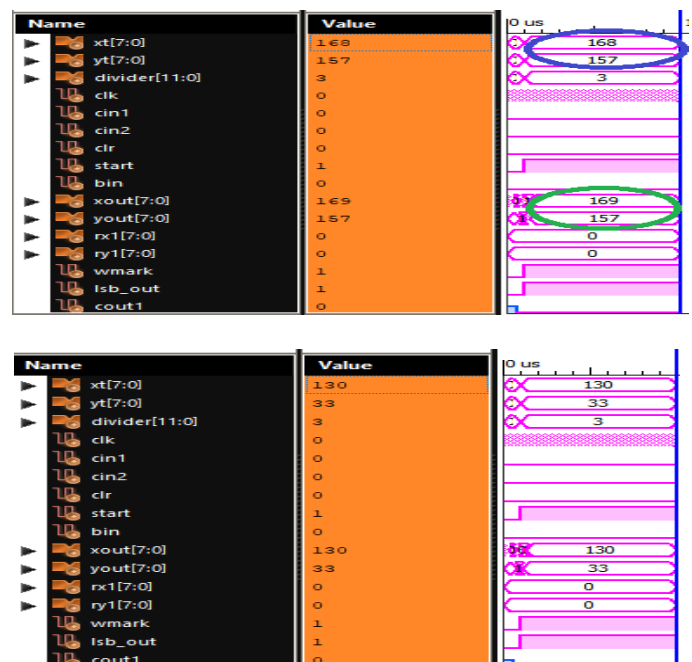 Name Value 0 us
xt[7:0] 168 168
yt[7:0] 157 157
divider[11:0] 3 3
clk 0
cin1 0
cin2 0
clr 0
start 1
bin 0
xout[7:0] 169 169
yout[7:0] 157 157
rx1[7:0] 0 0
ry1[7:0] 0 0
wmark 1
lsb_out 1
cout1 0
Name Value 0 us
xt[7:0] 130 130
yt[7:0] 33 33
divider[11:0] 3 3
clk 0
cin1 0
cin2 0
clr 0
start 1
bin 0
xout[7:0] 130 130
yout[7:0] 33 33
rx1[7:0] 0 0
ry1[7:0] 0 0
wmark 1
lsb_out 1
cout1 0